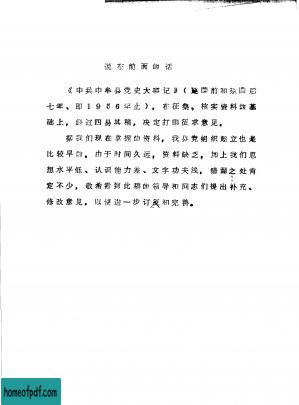 说在前面的话
《中共中牟县党史大事记》（建国前和建国后
七年、即1956年止），在征集、核实资料的基
础上，经过四易其稿，决定打印征求意见。
据我们现在掌握的资料，我县党组织建立也是
比较早的，由于时间久远，资料缺乏，加上我们思
想水平低、认识能力差、文字功夫浅，错漏之处肯
定不少，敬希看到此稿的领导和同志们提出补充、
修改意见，以便进一步订正和完善。
homeofpdf.com